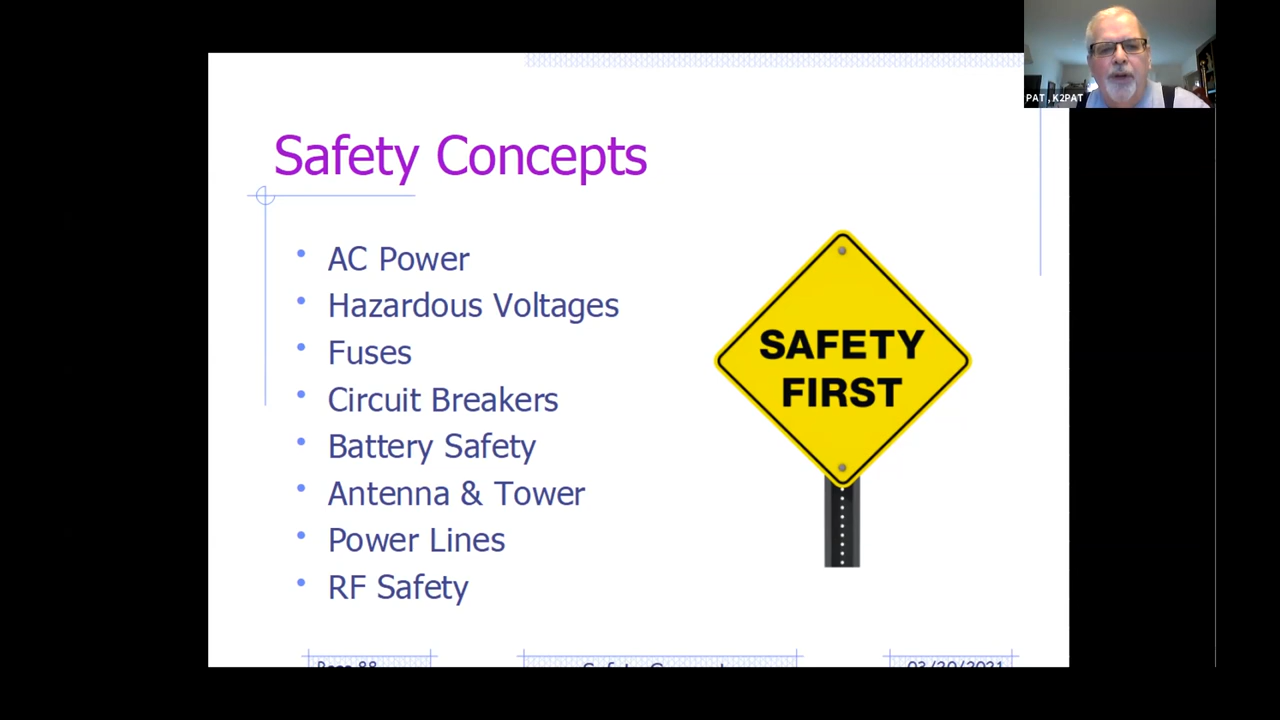 PAT , K2PAT
Safety Concepts
• AC Power
• Hazardous Voltages
• Fuses
• Circuit Breakers
• Battery Safety
• Antenna & Tower
• Power Lines
• RF Safety
SAFETY
FIRST
03/20/2021